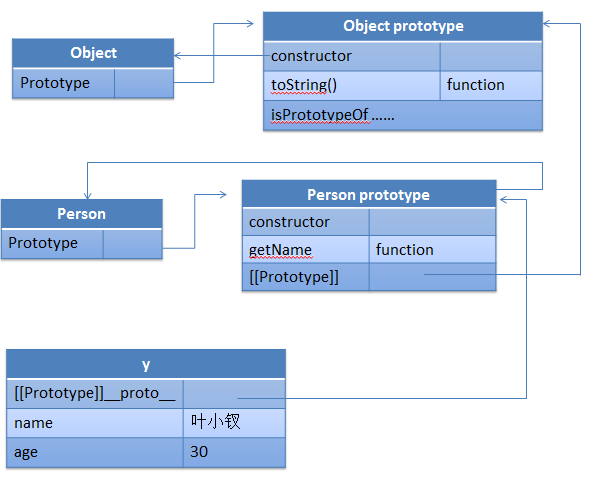 Object
Prototype
Object prototype
constructor
toString() function
isPrototypeOf ......
Person
Prototype
Person prototype
constructor
getName function
[[Prototype]]
y
[[Prototype]]__proto__
name 叶小钗
age 30